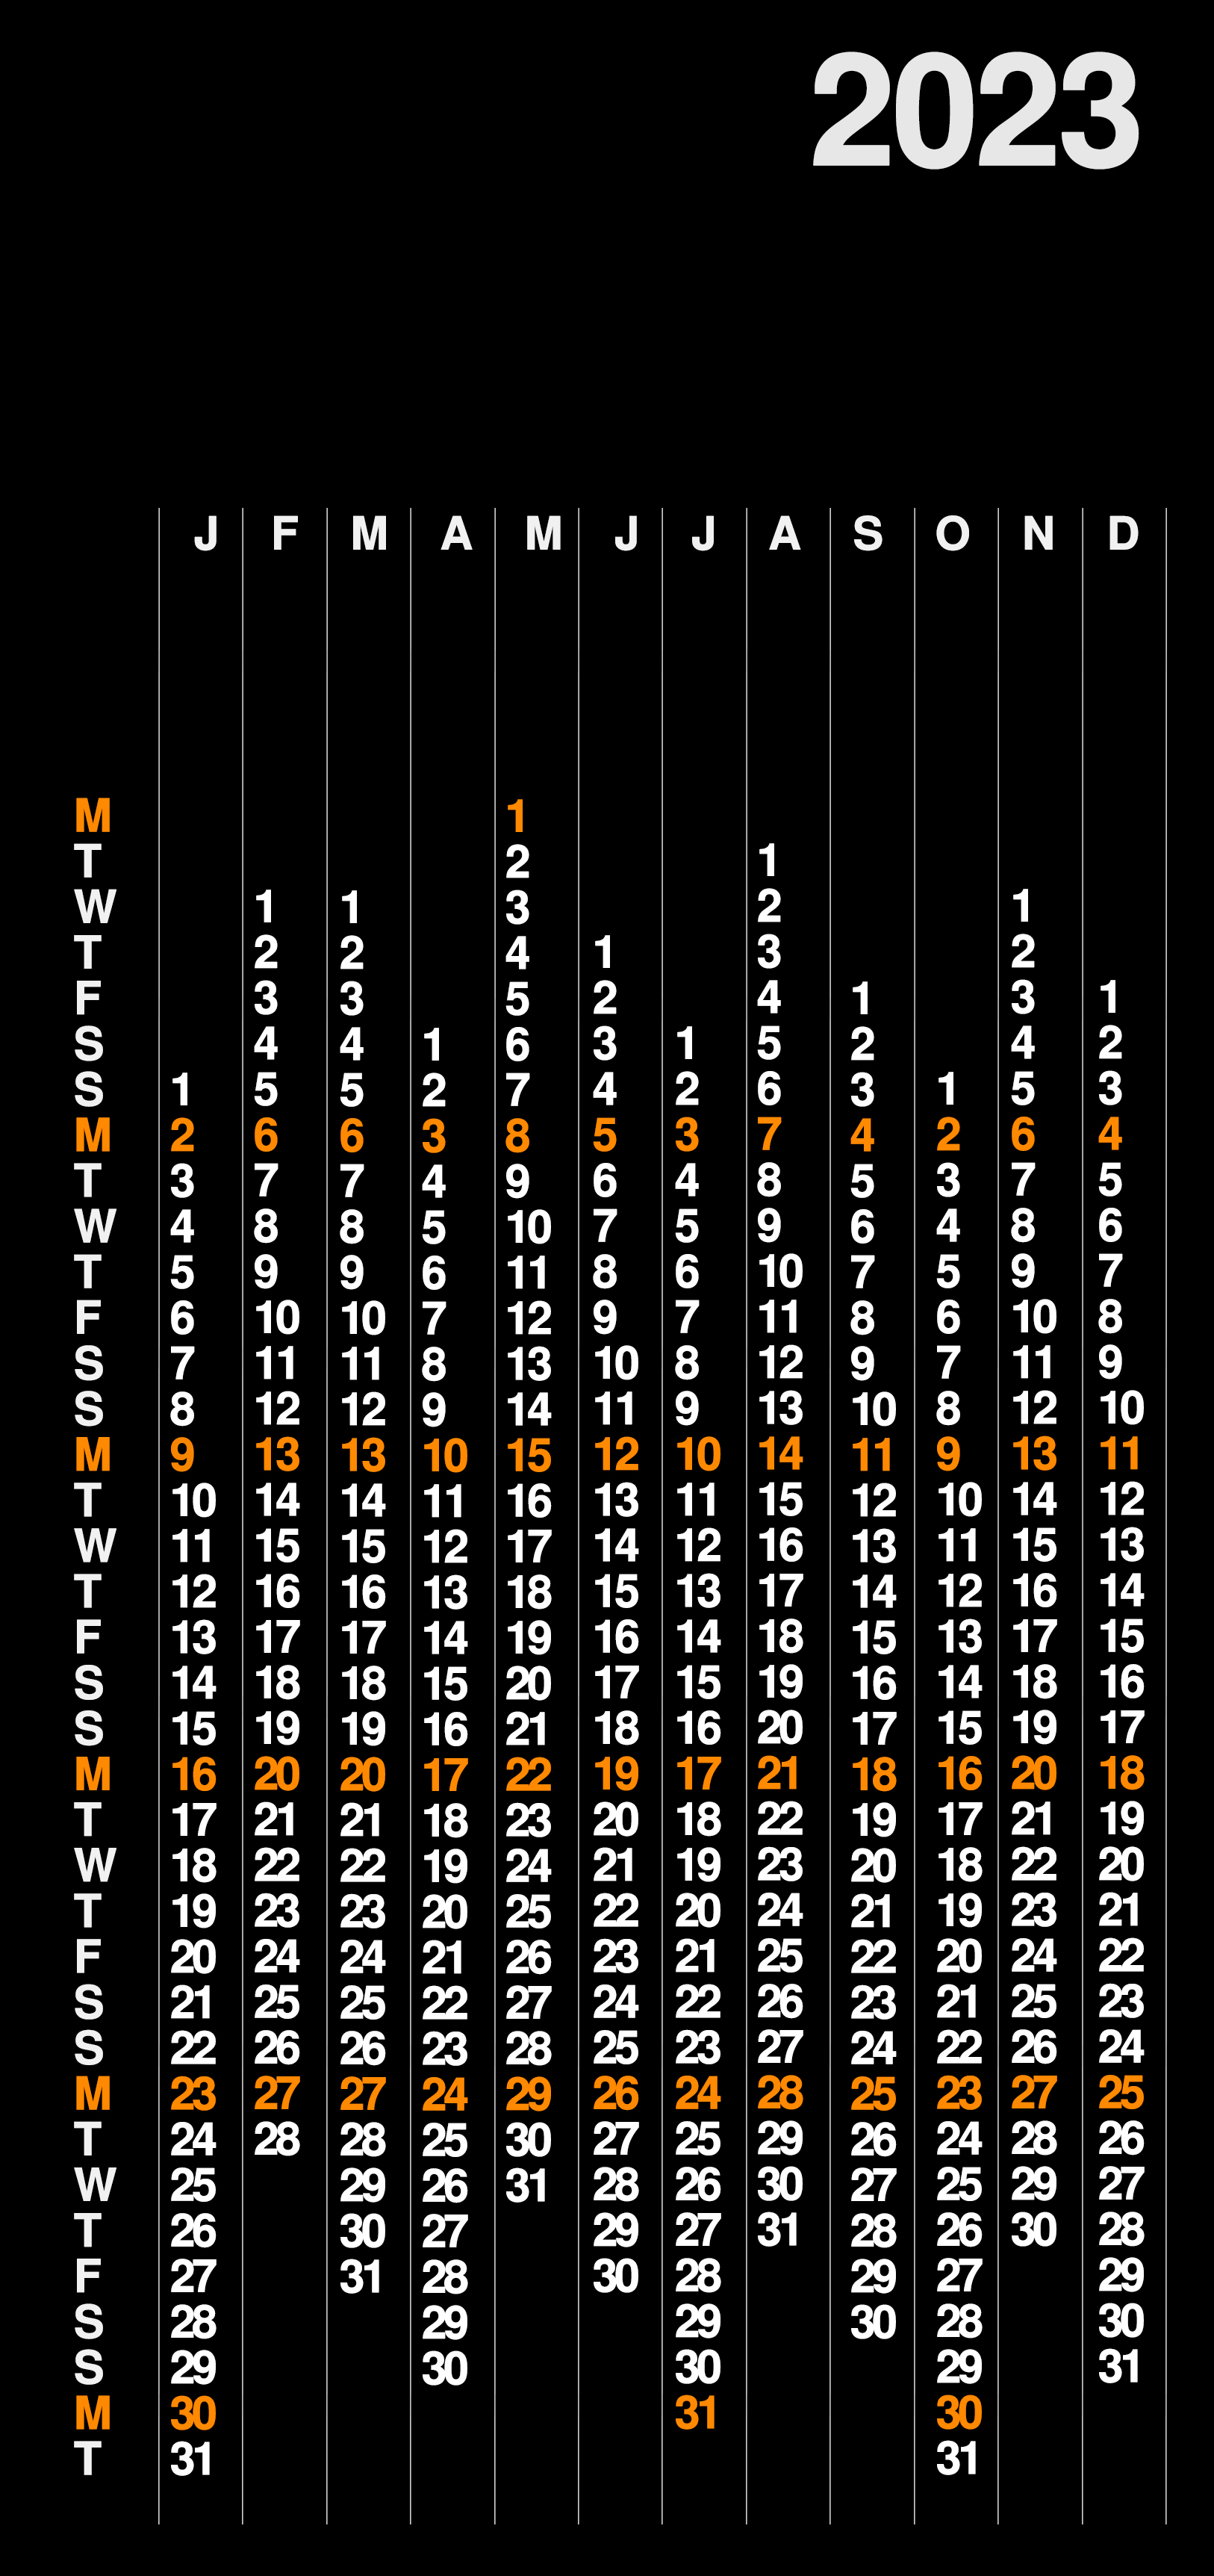 2023
J F M A M J J A S O N D
M 1
T 2 1
W 1 1 3 2 1
T 2 2 4 1 3 2
F 3 3 5 2 4 1 3 1
S 4 4 1 6 3 1 5 2 4 2
S 1 5 5 2 7 4 2 6 3 1 5 3
M 2 6 6 3 8 5 3 7 4 2 6 4
T 3 7 7 4 9 6 4 8 5 3 7 5
W 4 8 8 5 10 7 5 9 6 4 8 6
T 5 9 9 6 11 8 6 10 7 5 9 7
F 6 10 10 7 12 9 7 11 8 6 10 8
S 7 11 11 8 13 10 8 12 9 7 11 9
S 8 12 12 9 14 11 9 13 10 8 12 10
M 9 13 13 10 15 12 10 14 11 9 13 11
T 10 14 14 11 16 13 11 15 12 10 14 12
W 11 15 15 12 17 14 12 16 13 11 15 13
T 12 16 16 13 18 15 13 17 14 12 16 14
F 13 17 17 14 19 16 14 18 15 13 17 15
S 14 18 18 15 20 17 15 19 16 14 18 16
S 15 19 19 16 21 18 16 20 17 15 19 17
M 16 20 20 17 22 19 17 21 18 16 20 18
T 17 21 21 18 23 20 18 22 19 17 21 19
W 18 22 22 19 24 21 19 23 20 18 22 20
T 19 23 23 20 25 22 20 24 21 19 23 21
F 20 24 24 21 26 23 21 25 22 20 24 22
S 21 25 25 22 27 24 22 26 23 21 25 23
S 22 26 26 23 28 25 23 27 24 22 26 24
M 23 27 27 24 29 26 24 28 25 23 27 25
T 24 28 28 25 30 27 25 29 26 24 28 26
W 25 29 26 31 28 26 30 27 25 29 27
T 26 30 27 29 27 31 28 26 30 28
F 27 31 28 30 28 29 27 29
S 28 29 29 30 28 30
S 29 30 30 29 31
M 30 31 30
T 31 31